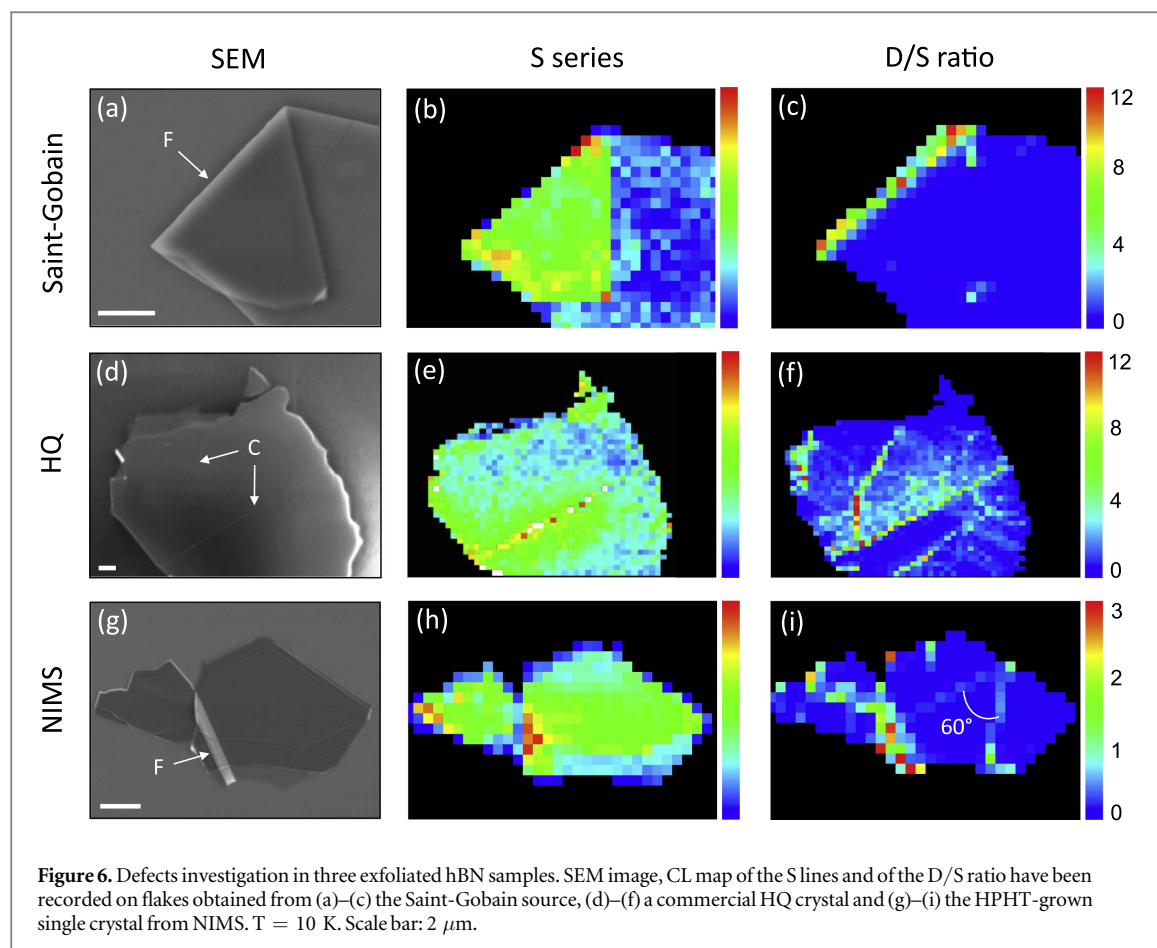 SEM S series D/S ratio
Saint-Gobain
(a) F (b) (c) 12
8
4
0
HQ
(d) C (e) (f) 12
8
4
0
NIMS
(g) F (h) (i) 60° 3
2
1
0
Figure 6. Defects investigation in three exfoliated hBN samples. SEM image, CL map of the S lines and of the D/S ratio have been
recorded on flakes obtained from (a)–(c) the Saint-Gobain source, (d)–(f) a commercial HQ crystal and (g)–(i) the HPHT-grown
single crystal from NIMS. T = 10 K. Scale bar: 2 μm.